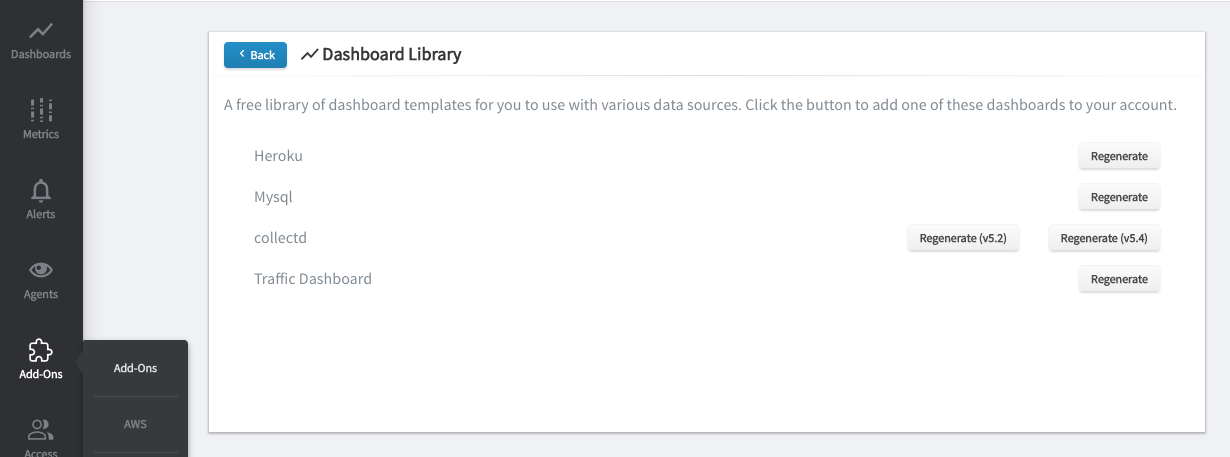 Dashboards
Metrics
Alerts
Agents
Add-Ons
Access
Add-Ons
AWS
Back
Dashboard Library
A free library of dashboard templates for you to use with various data sources. Click the button to add one of these dashboards to your account.
Heroku Regenerate
Mysql Regenerate
collectd Regenerate (v5.2) Regenerate (v5.4)
Traffic Dashboard Regenerate